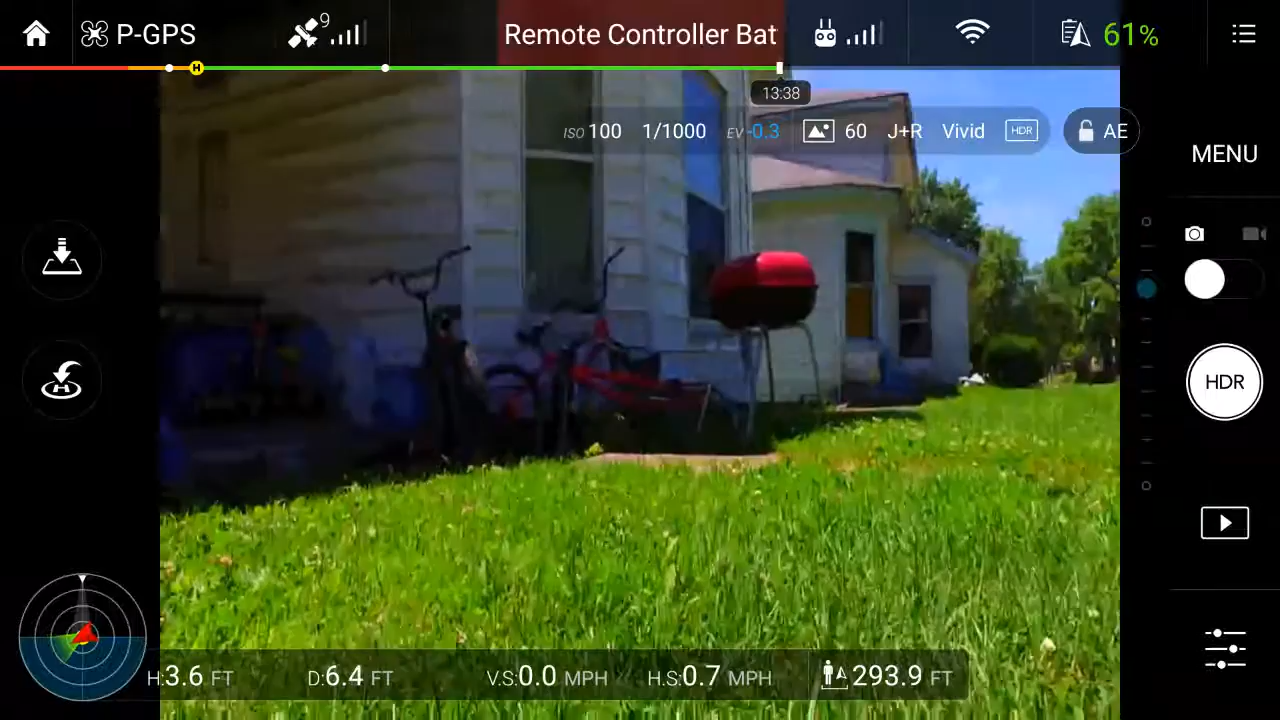 P-GPS
9
Remote Controller Bat
61%
13:38
ISO 100 1/1000 EV -0.3 60 J+R Vivid HDR AE
MENU
HDR
H
H
H:3.6 FT D:6.4 FT V.S:0.0 MPH H.S:0.7 MPH 293.9 FT